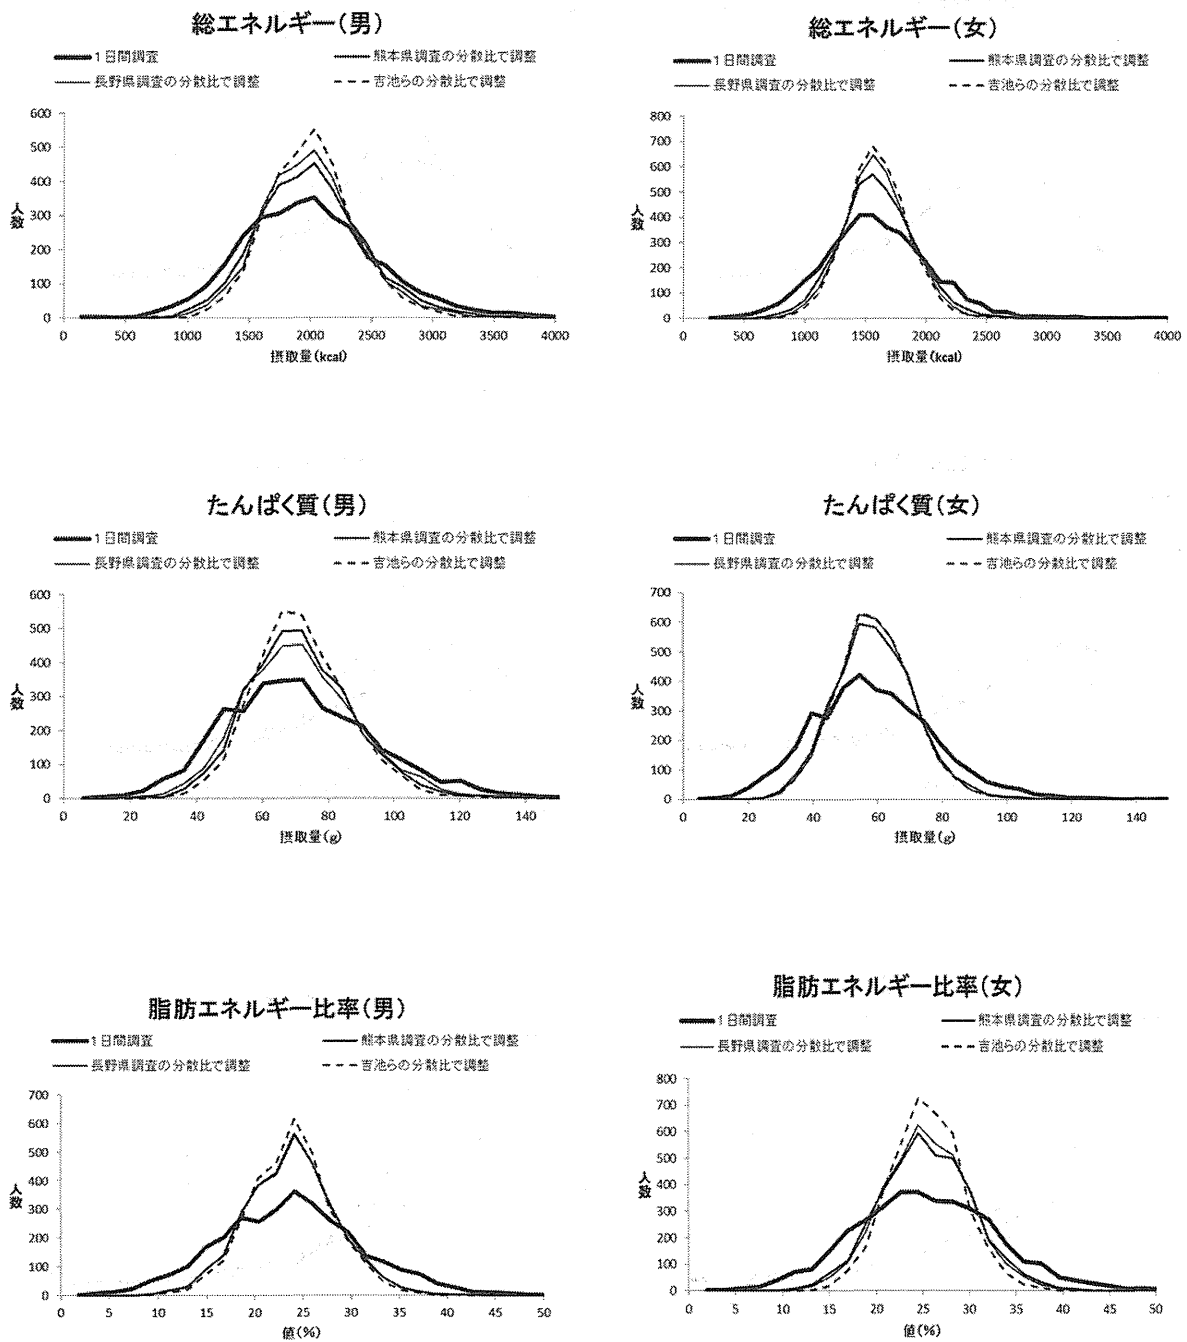 総エネルギー(男)
1日間調査
熊本県調査の分散比で調整
長野県調査の分散比で調整
吉池らの分散比で調整
600
500
400
300
200
100
0
人数
0 500 1000 1500 2000 2500 3000 3500 4000
摂取量(kcal)
総エネルギー(女)
1日間調査
熊本県調査の分散比で調整
長野県調査の分散比で調整
吉池らの分散比で調整
800
700
600
500
400
300
200
100
0
人数
0 500 1000 1500 2000 2500 3000 3500 4000
摂取量(kcal)
たんぱく質(男)
1日間調査
熊本県調査の分散比で調整
長野県調査の分散比で調整
吉池らの分散比で調整
600
500
400
300
200
100
0
人数
0 20 40 60 80 100 120 140
摂取量(g)
たんぱく質(女)
1日間調査
熊本県調査の分散比で調整
長野県調査の分散比で調整
吉池らの分散比で調整
700
600
500
400
300
200
100
0
人数
0 20 40 60 80 100 120 140
摂取量(g)
脂肪エネルギー比率(男)
1日間調査
熊本県調査の分散比で調整
長野県調査の分散比で調整
吉池らの分散比で調整
700
600
500
400
300
200
100
0
人数
0 5 10 15 20 25 30 35 40 45 50
値(%)
脂肪エネルギー比率(女)
1日間調査
熊本県調査の分散比で調整
長野県調査の分散比で調整
吉池らの分散比で調整
800
700
600
500
400
300
200
100
0
人数
0 5 10 15 20 25 30 35 40 45 50
値(%)